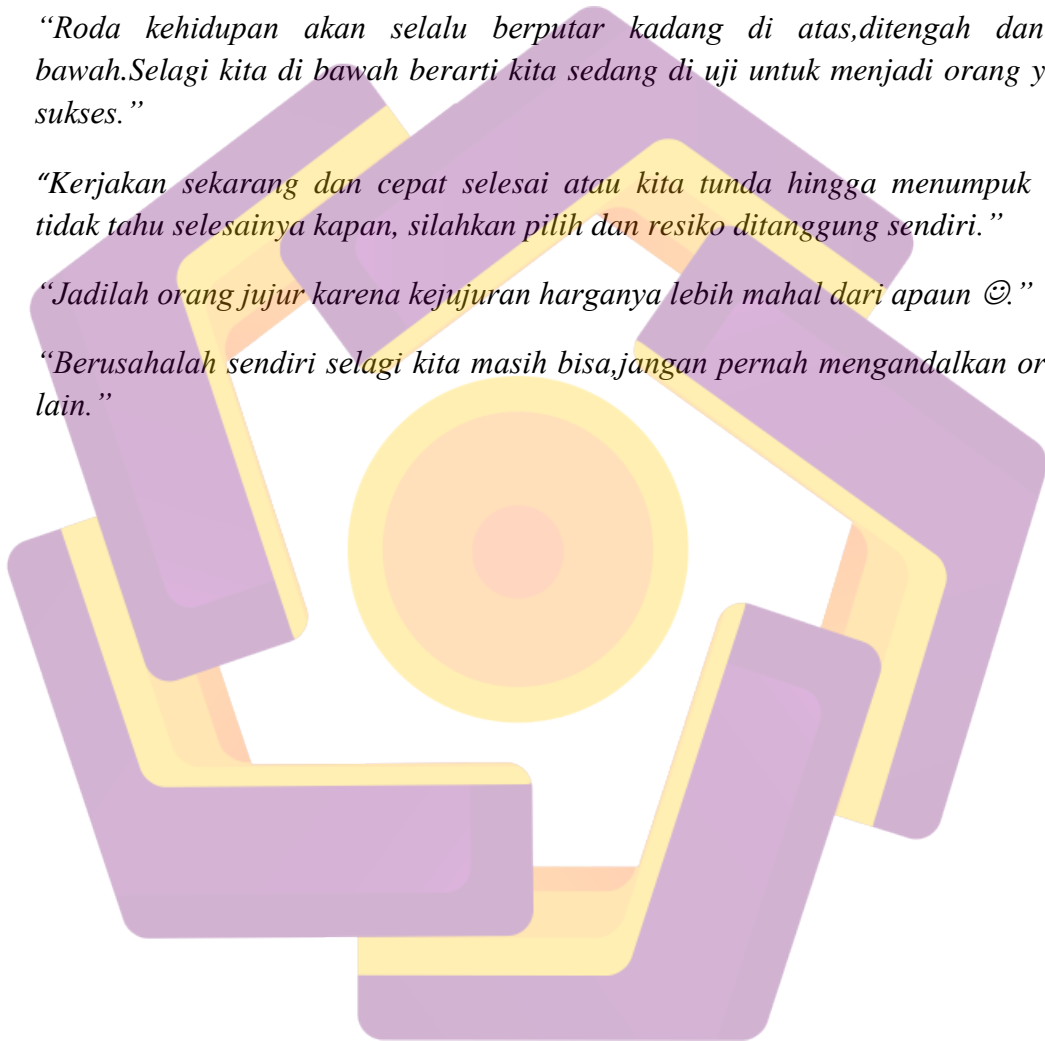 “Roda kehidupan akan selalu berputar kadang di atas,ditengah dan
bawah.Selagi kita di bawah berarti kita sedang di uji untuk menjadi orang y
sukses.”
“Kerjakan sekarang dan cepat selesai atau kita tunda hingga menumpuk
tidak tahu selesainya kapan, silahkan pilih dan resiko ditanggung sendiri.”
“Jadilah orang jujur karena kejujuran harganya lebih mahal dari apaun ☺.”
“Berusahalah sendiri selagi kita masih bisa,jangan pernah mengandalkan or
lain.”